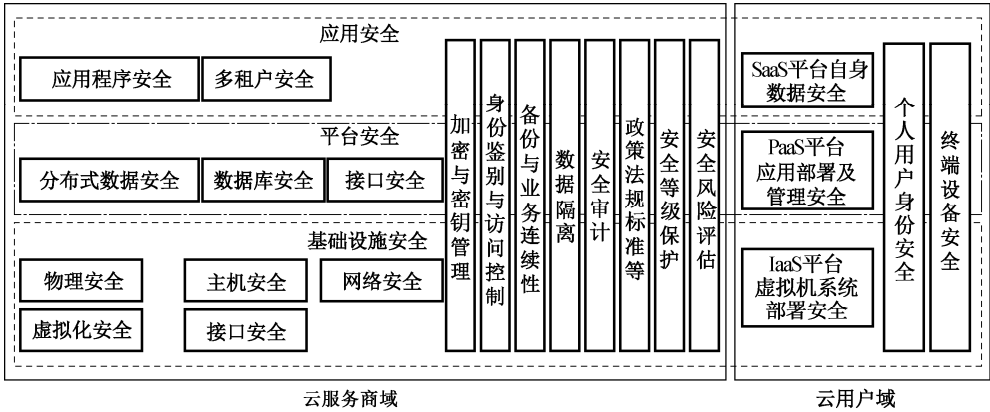 应用安全
应用程序安全
多租户安全
平台安全
分布式数据安全
数据库安全
接口安全
基础设施安全
物理安全
主机安全
网络安全
虚拟化安全
接口安全
加密与密钥管理
身份鉴别与访问控制
备份与业务连续性
数据隔离
安全审计
政策法规标准等
安全等级保护
安全风险评估
云服务商域
SaaS平台自身
数据安全
PaaS平台
应用部署及
管理安全
IaaS平台
虚拟机系统
部署安全
个人用户身份安全
终端设备安全
云用户域